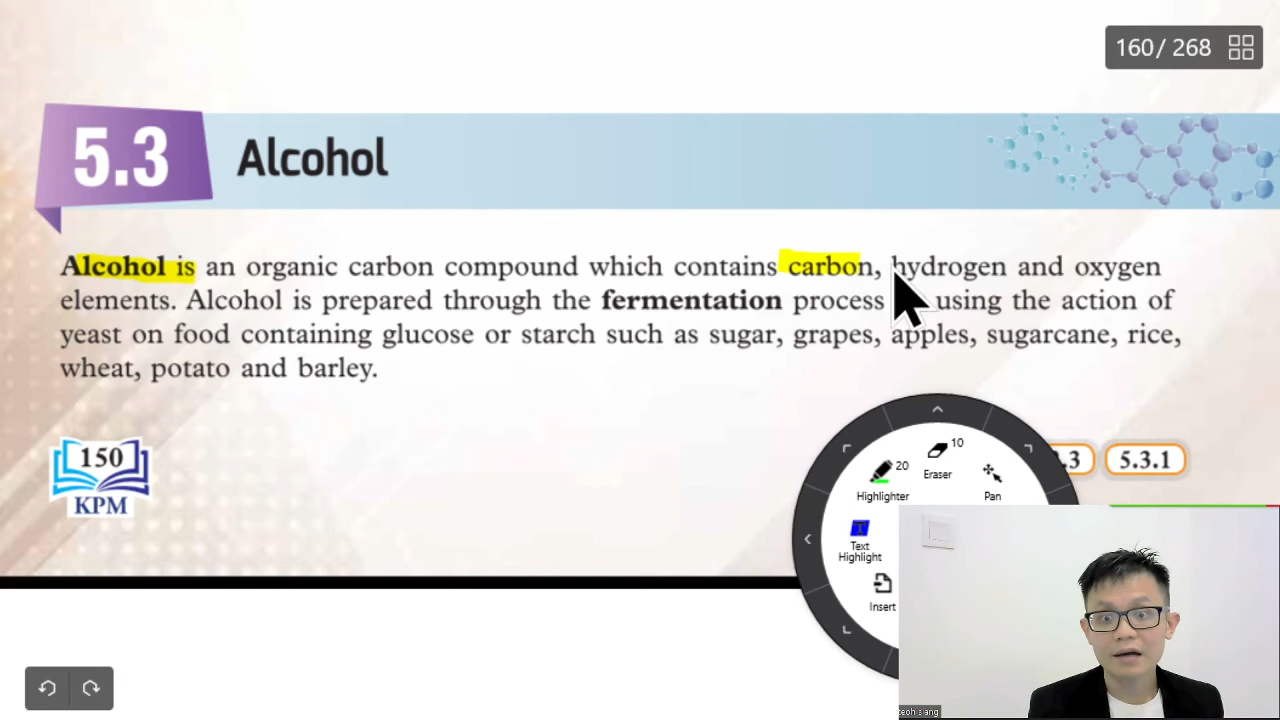 160/ 268
5.3 Alcohol
Alcohol is an organic carbon compound which contains carbon, hydrogen and oxygen
elements. Alcohol is prepared through the fermentation process using the action of
yeast on food containing glucose or starch such as sugar, grapes, apples, sugarcane, rice,
wheat, potato and barley.
150
KPM
.3
5.3.1
10
Eraser
20
Highlighter
Pan
Text
Highlight
Insert
teoh siang